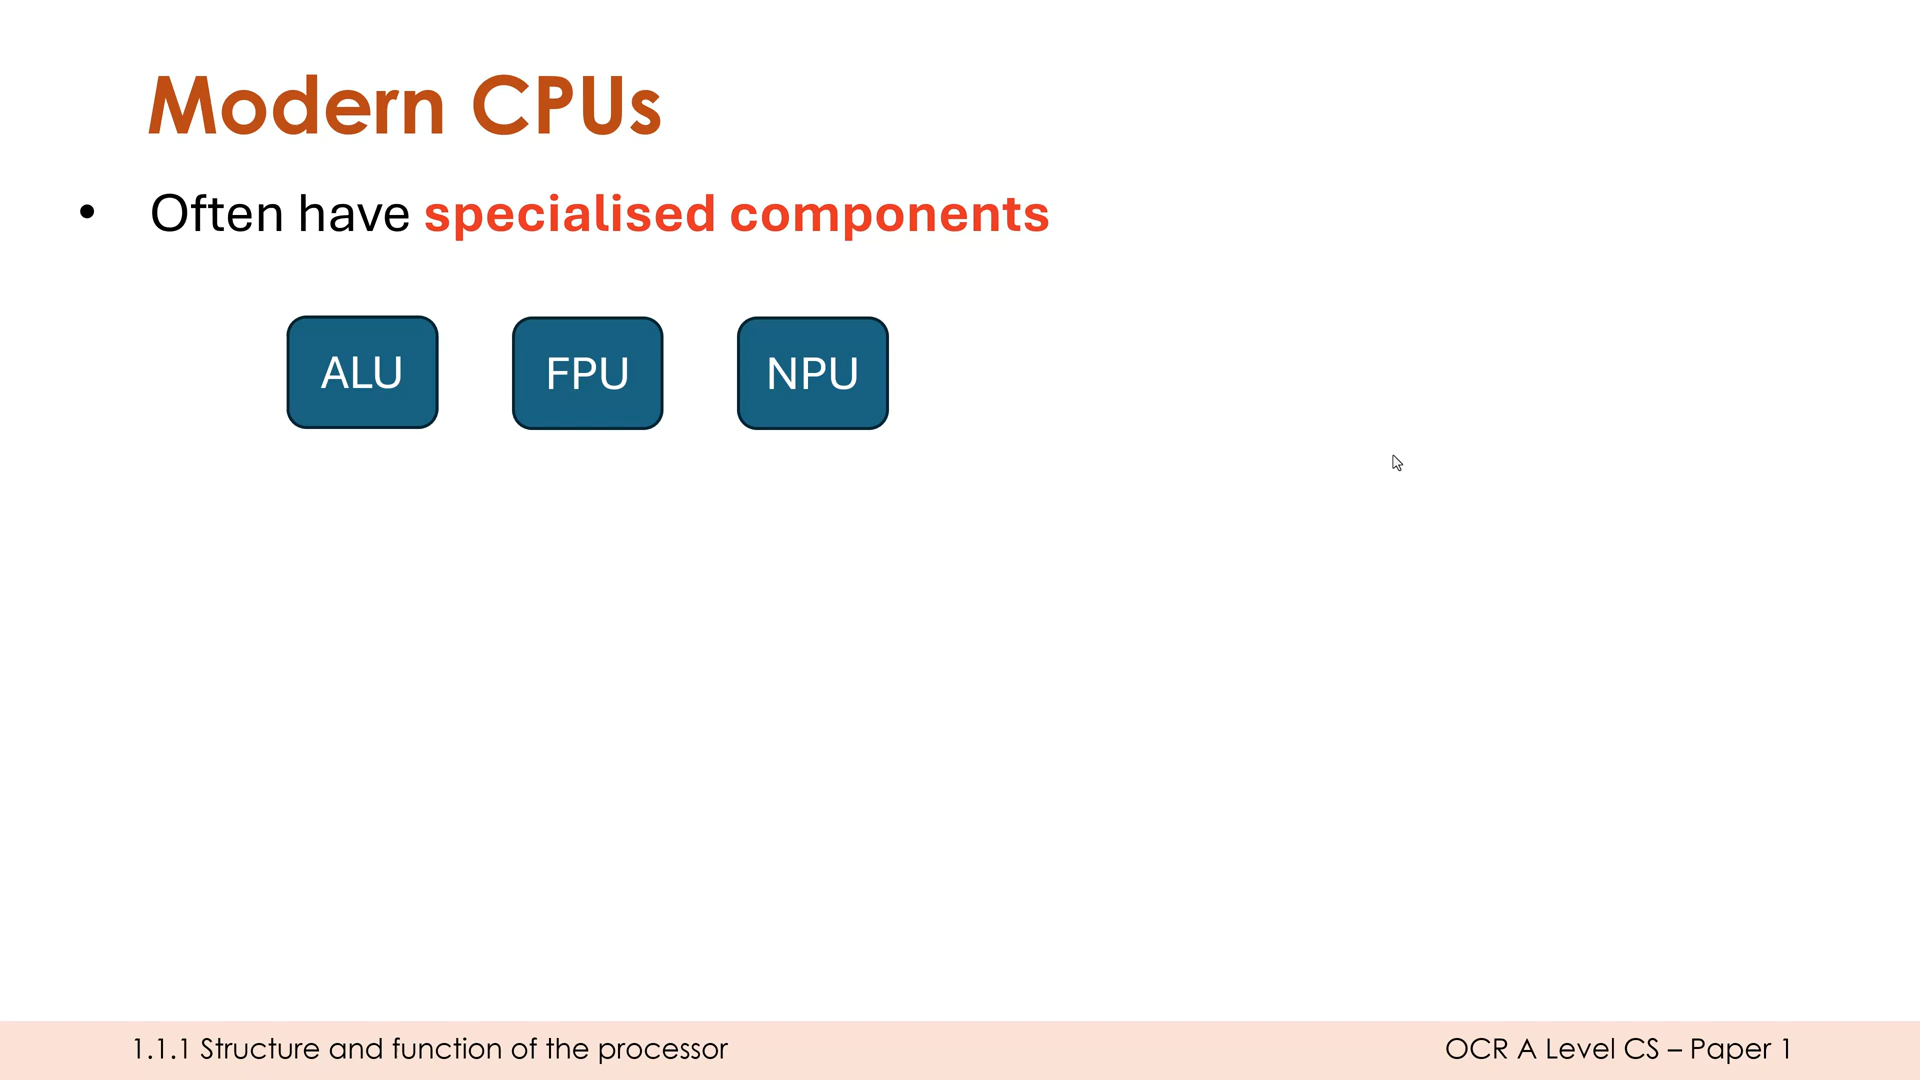 Modern CPUs
• Often have specialised components
ALU FPU NPU
1.1.1 Structure and function of the processor
OCR A Level CS – Paper 1